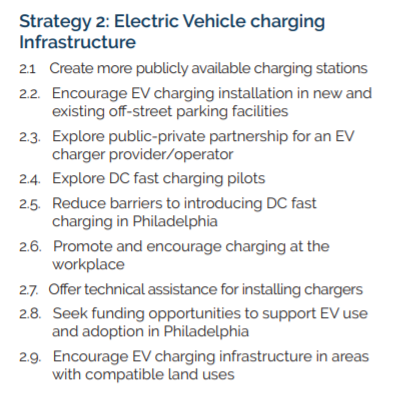 Strategy 2: Electric Vehicle charging
Infrastructure
2.1 Create more publicly available charging stations
2.2. Encourage EV charging installation in new and
existing off-street parking facilities
2.3. Explore public-private partnership for an EV
charger provider/operator
2.4. Explore DC fast charging pilots
2.5. Reduce barriers to introducing DC fast
charging in Philadelphia
2.6. Promote and encourage charging at the
workplace
2.7. Offer technical assistance for installing chargers
2.8. Seek funding opportunities to support EV use
and adoption in Philadelphia
2.9. Encourage EV charging infrastructure in areas
with compatible land uses